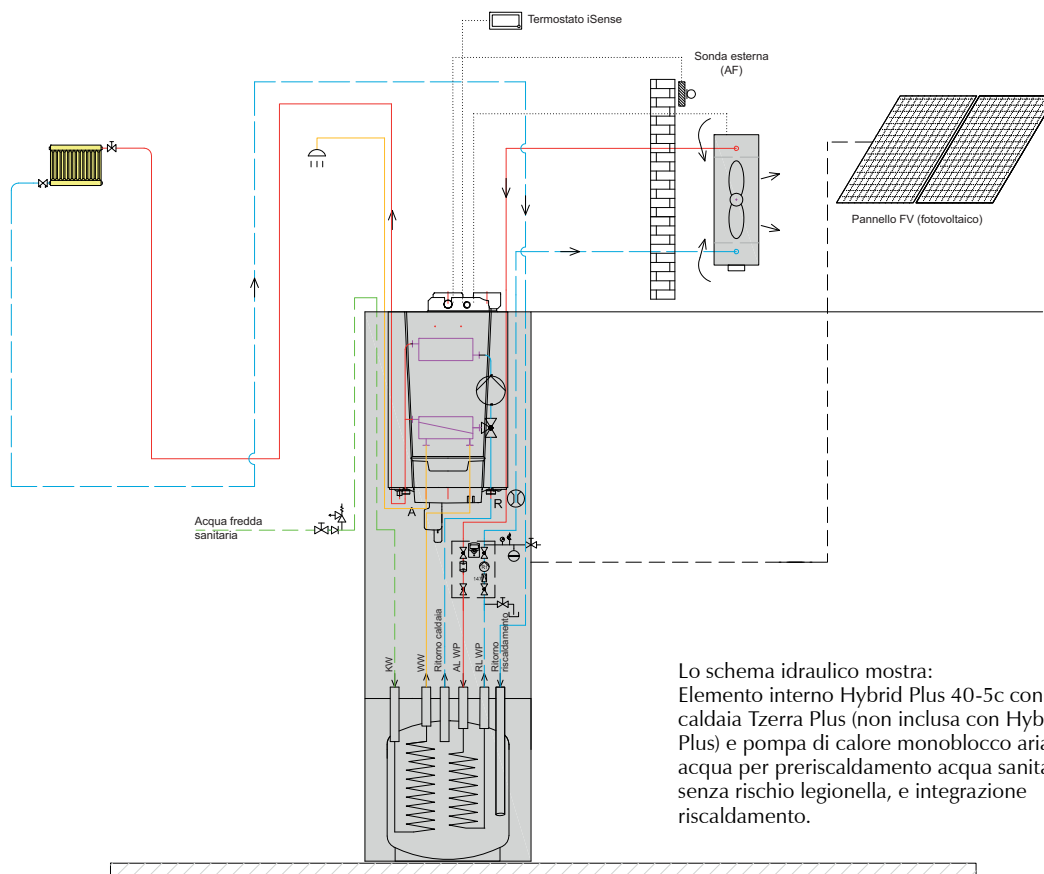 Termostato iSense
Sonda esterna
(AF)
Pannello FV (fotovoltaico)
Acqua fredda
sanitaria
A
R
KW
WW
Ritorno caldaia
AL WP
RL WP
Ritorno
riscaldamento
Lo schema idraulico mostra:
Elemento interno Hybrid Plus 40-5c con
caldaia Tzerra Plus (non inclusa con Hyb
Plus) e pompa di calore monoblocco aria
acqua per preriscaldamento acqua sanita
senza rischio legionella, e integrazione
riscaldamento.